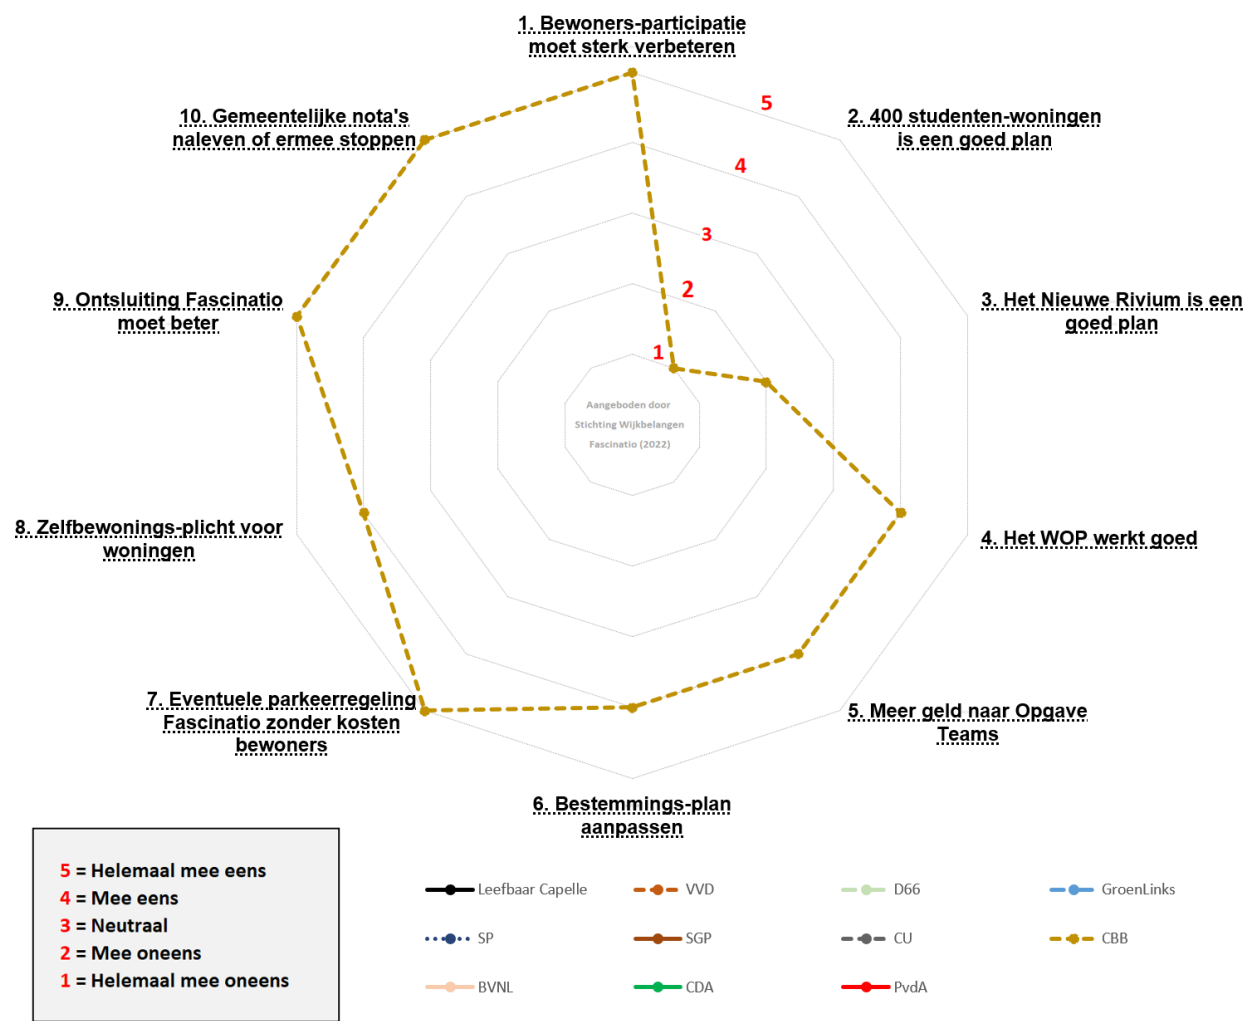 1. Bewoners-participatie
moet sterk verbeteren
5
10. Gemeentelijke nota's
naleven of ermee stoppen
2. 400 studenten-woningen
is een goed plan
4
3
2
9. Ontsluiting Fascinatio
moet beter
3. Het Nieuwe Rivium is een
goed plan
1
Aangeboden door
Stichting Wijkbelangen
Fascinatio (2022)
8. Zelfbewonings-plicht voor
woningen
4. Het WOP werkt goed
7. Eventuele parkeerregeling
Fascinatio zonder kosten
bewoners
5. Meer geld naar Opgave
Teams
6. Bestemmings-plan
aanpassen
5 = Helemaal mee eens
4 = Mee eens
3 = Neutraal
2 = Mee oneens
1 = Helemaal mee oneens
Leefbaar Capelle
VVD
D66
GroenLinks
SP
SGP
CU
CBB
BVNL
CDA
PvdA